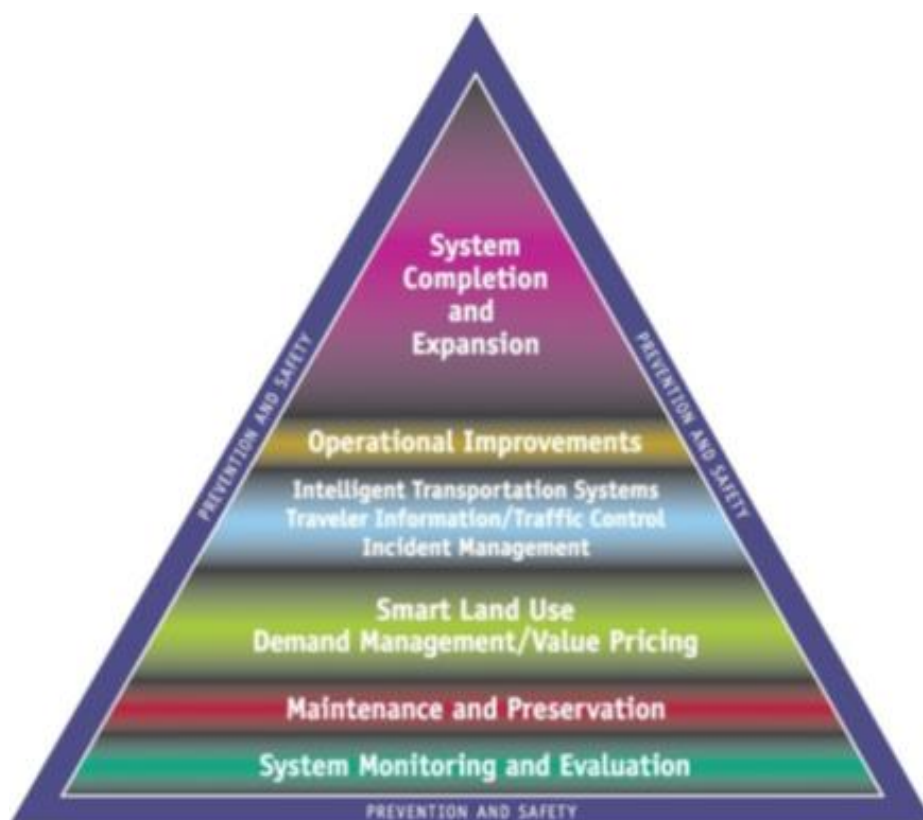 System
Completion
and
Expansion
PREVENTION AND SAFETY
PREVENTION AND SAFETY
Operational Improvements
Intelligent Transportation Systems
Traveler Information/Traffic Control
Incident Management
Smart Land Use
Demand Management/Value Pricing
Maintenance and Preservation
System Monitoring and Evaluation
PREVENTION AND SAFETY